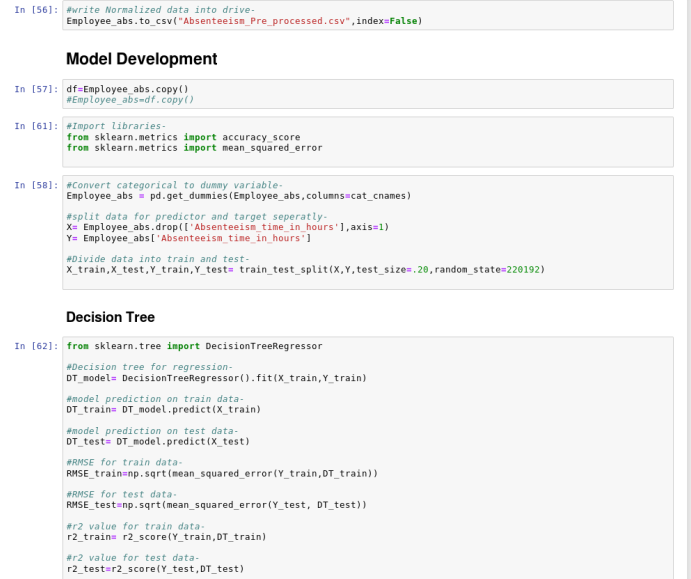 In [56]: #write Normalized data into drive-
Employee_abs.to_csv("Absenteeism_Pre_processed.csv",index=False)
Model Development
In [57]: df=Employee_abs.copy()
#Employee_abs=df.copy()
In [61]: #Import libraries-
from sklearn.metrics import accuracy_score
from sklearn.metrics import mean_squared_error
In [58]: #Convert categorical to dummy variable-
Employee_abs = pd.get_dummies(Employee_abs,columns=cat_cnames)
#split data for predictor and target seperatly-
X= Employee_abs.drop(['Absenteeism_time_in_hours'],axis=1)
Y= Employee_abs['Absenteeism_time_in_hours']
#Divide data into train and test-
X_train,X_test,Y_train,Y_test= train_test_split(X,Y,test_size=.20,random_state=220192)
Decision Tree
In [62]: from sklearn.tree import DecisionTreeRegressor
#Decision tree for regression-
DT_model= DecisionTreeRegressor().fit(X_train,Y_train)
#model prediction on train data-
DT_train= DT_model.predict(X_train)
#model prediction on test data-
DT_test= DT_model.predict(X_test)
#RMSE for train data-
RMSE_train=np.sqrt(mean_squared_error(Y_train,DT_train))
#RMSE for test data-
RMSE_test=np.sqrt(mean_squared_error(Y_test, DT_test))
#r2 value for train data-
r2_train= r2_score(Y_train,DT_train)
#r2 value for test data-
r2_test=r2_score(Y_test,DT_test)